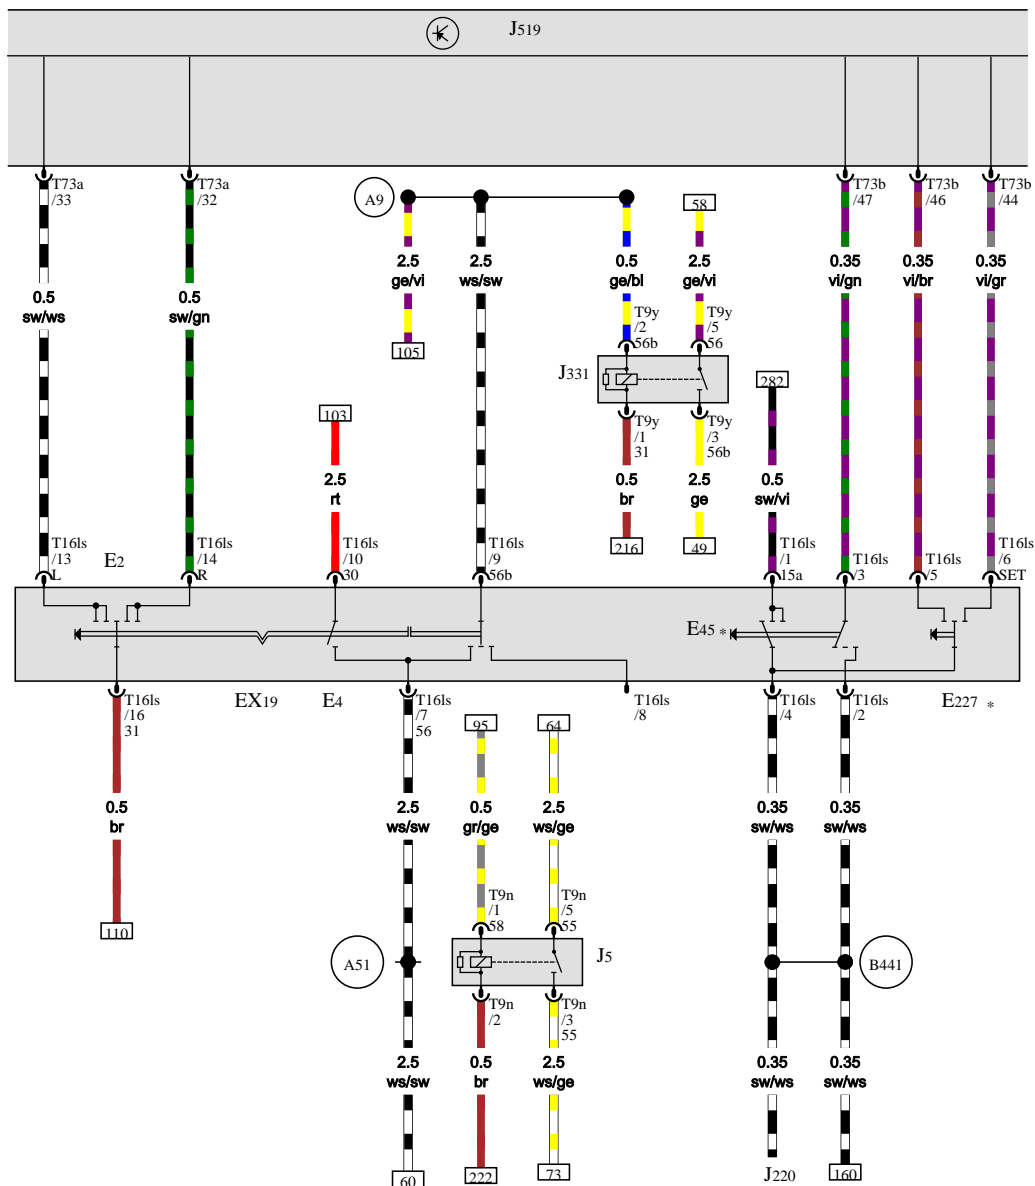 J519
T73a
/33
T73a
/32
A9
58
T73b
/47
T73b
/46
T73b
/44
2.5
ge/vi
2.5
ws/sw
0.5
ge/bl
2.5
ge/vi
0.35
vi/gn
0.35
vi/br
0.35
vi/gr
0.5
sw/ws
0.5
sw/gn
T9y
/2
56b
T9y
/5
56
105
J331
282
103
T9y
/1
31
T9y
/3
56b
2.5
rt
0.5
br
2.5
ge
0.5
sw/vi
216
49
T16ls
/13
L
E2
T16ls
/14
R
T16ls
/10
30
T16ls
/9
56b
T16ls
/1
15a
T16ls
/3
T16ls
/5
T16ls
/6
SET
E45 *
T16ls
/16
31
EX19
E4
T16ls
/7
56
T16ls
/8
T16ls
/4
T16ls
/2
E227 *
95
64
0.5
br
2.5
ws/sw
0.5
gr/ge
2.5
ws/ge
0.35
sw/ws
0.35
sw/ws
T9n
/1
58
T9n
/5
55
110
A51
J5
B441
T9n
/2
T9n
/3
55
2.5
ws/sw
0.5
br
2.5
ws/ge
0.35
sw/ws
0.35
sw/ws
60
222
73
J220
160